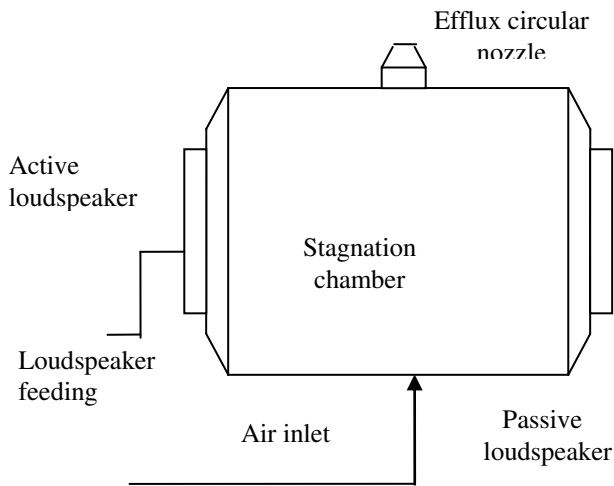 Efflux circular
nozzle
Active
loudspeaker
Stagnation
chamber
Loudspeaker
feeding
Air inlet
Passive
loudspeaker